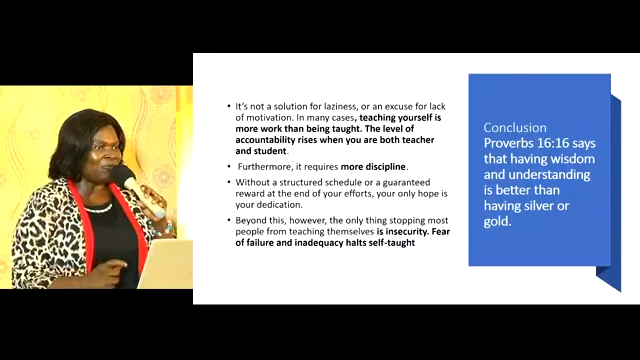 • It's not a solution for laziness, or an excuse for lack
of motivation. In many cases, teaching yourself is
more work than being taught. The level of
accountability rises when you are both teacher
and student.
• Furthermore, it requires more discipline.
• Without a structured schedule or a guaranteed
reward at the end of your efforts, your only hope is
your dedication.
• Beyond this, however, the only thing stopping most
people from teaching themselves is insecurity. Fear
of failure and inadequacy halts self-taught
Conclusion
Proverbs 16:16 says
that having wisdom
and understanding
is better than
having silver or
gold.